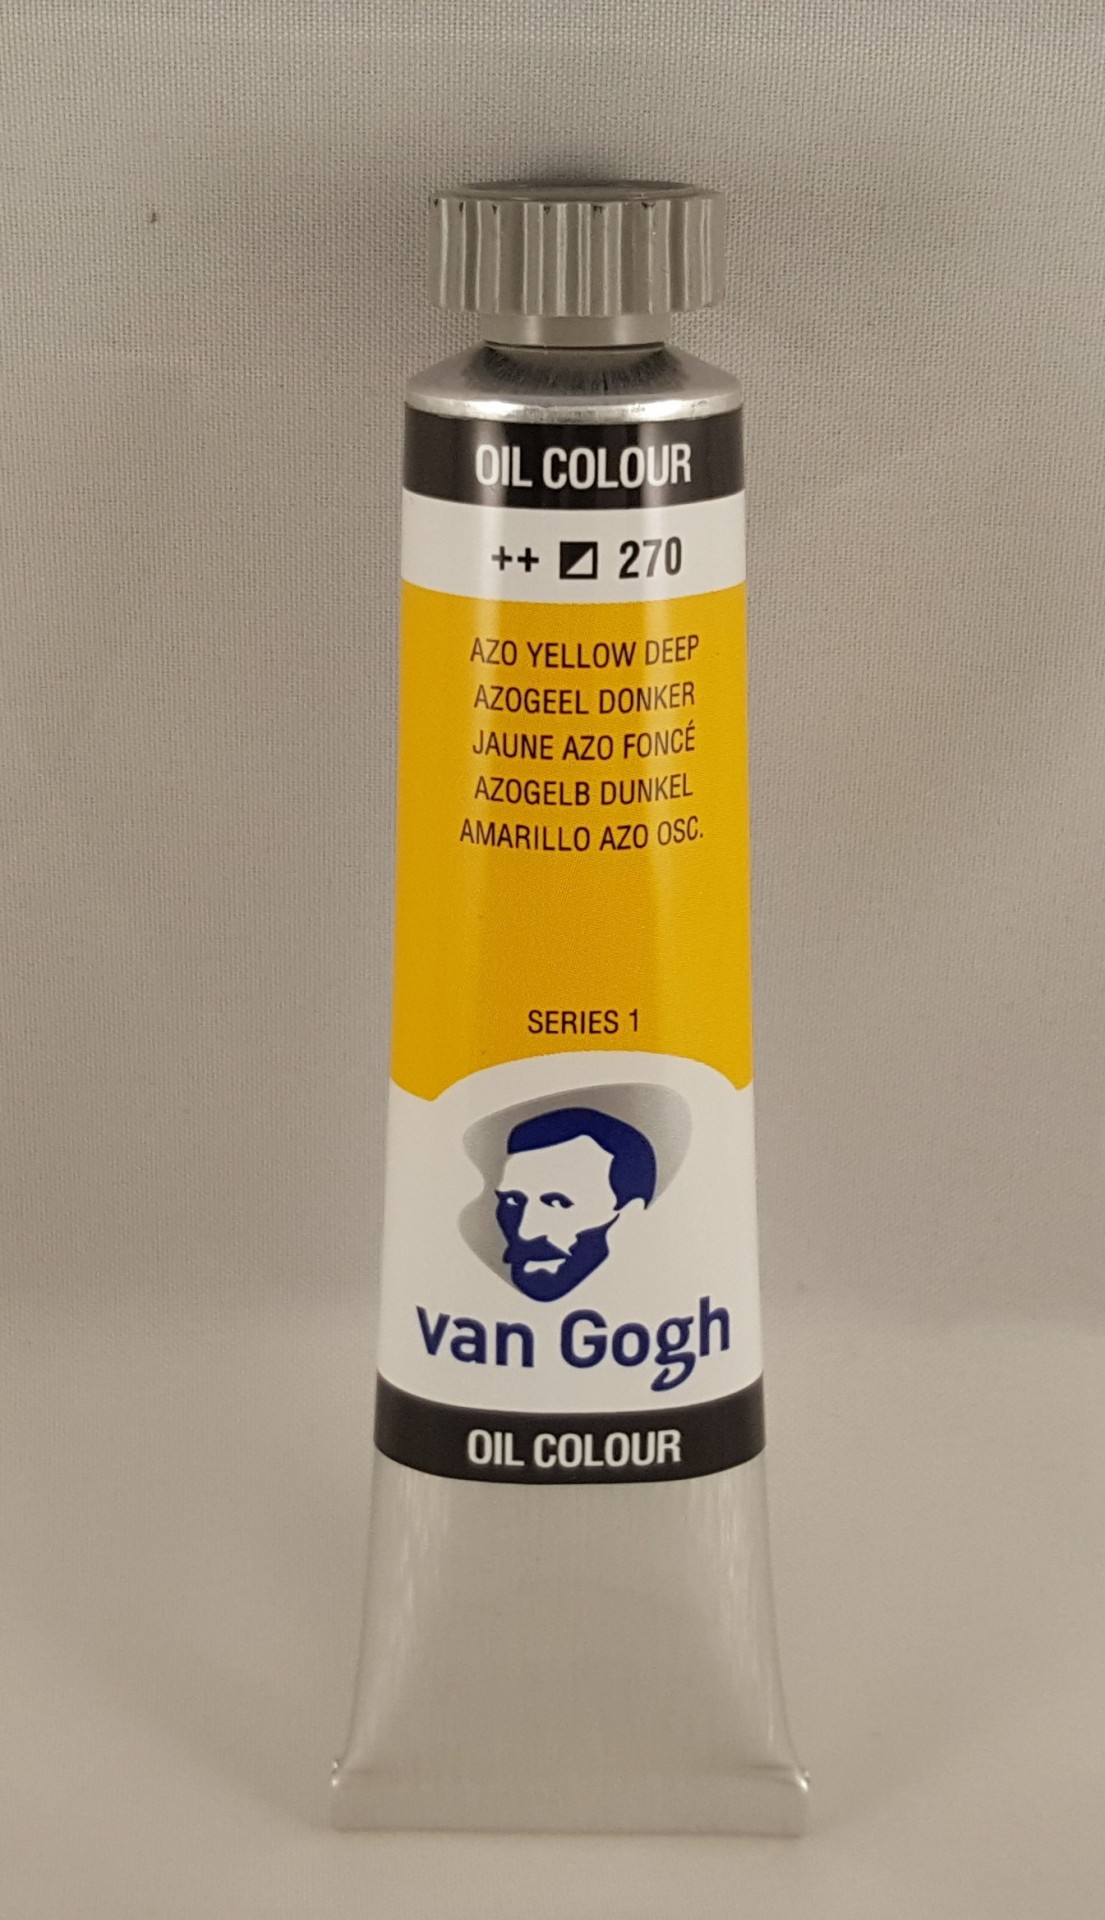 OIL COLOUR
++ 270
AZO YELLOW DEEP
AZOGEEL DONKER
JAUNE AZO FONCÉ
AZOGELB DUNKEL
AMARILLO AZO OSC.
SERIES 1
van Gogh
OIL COLOUR